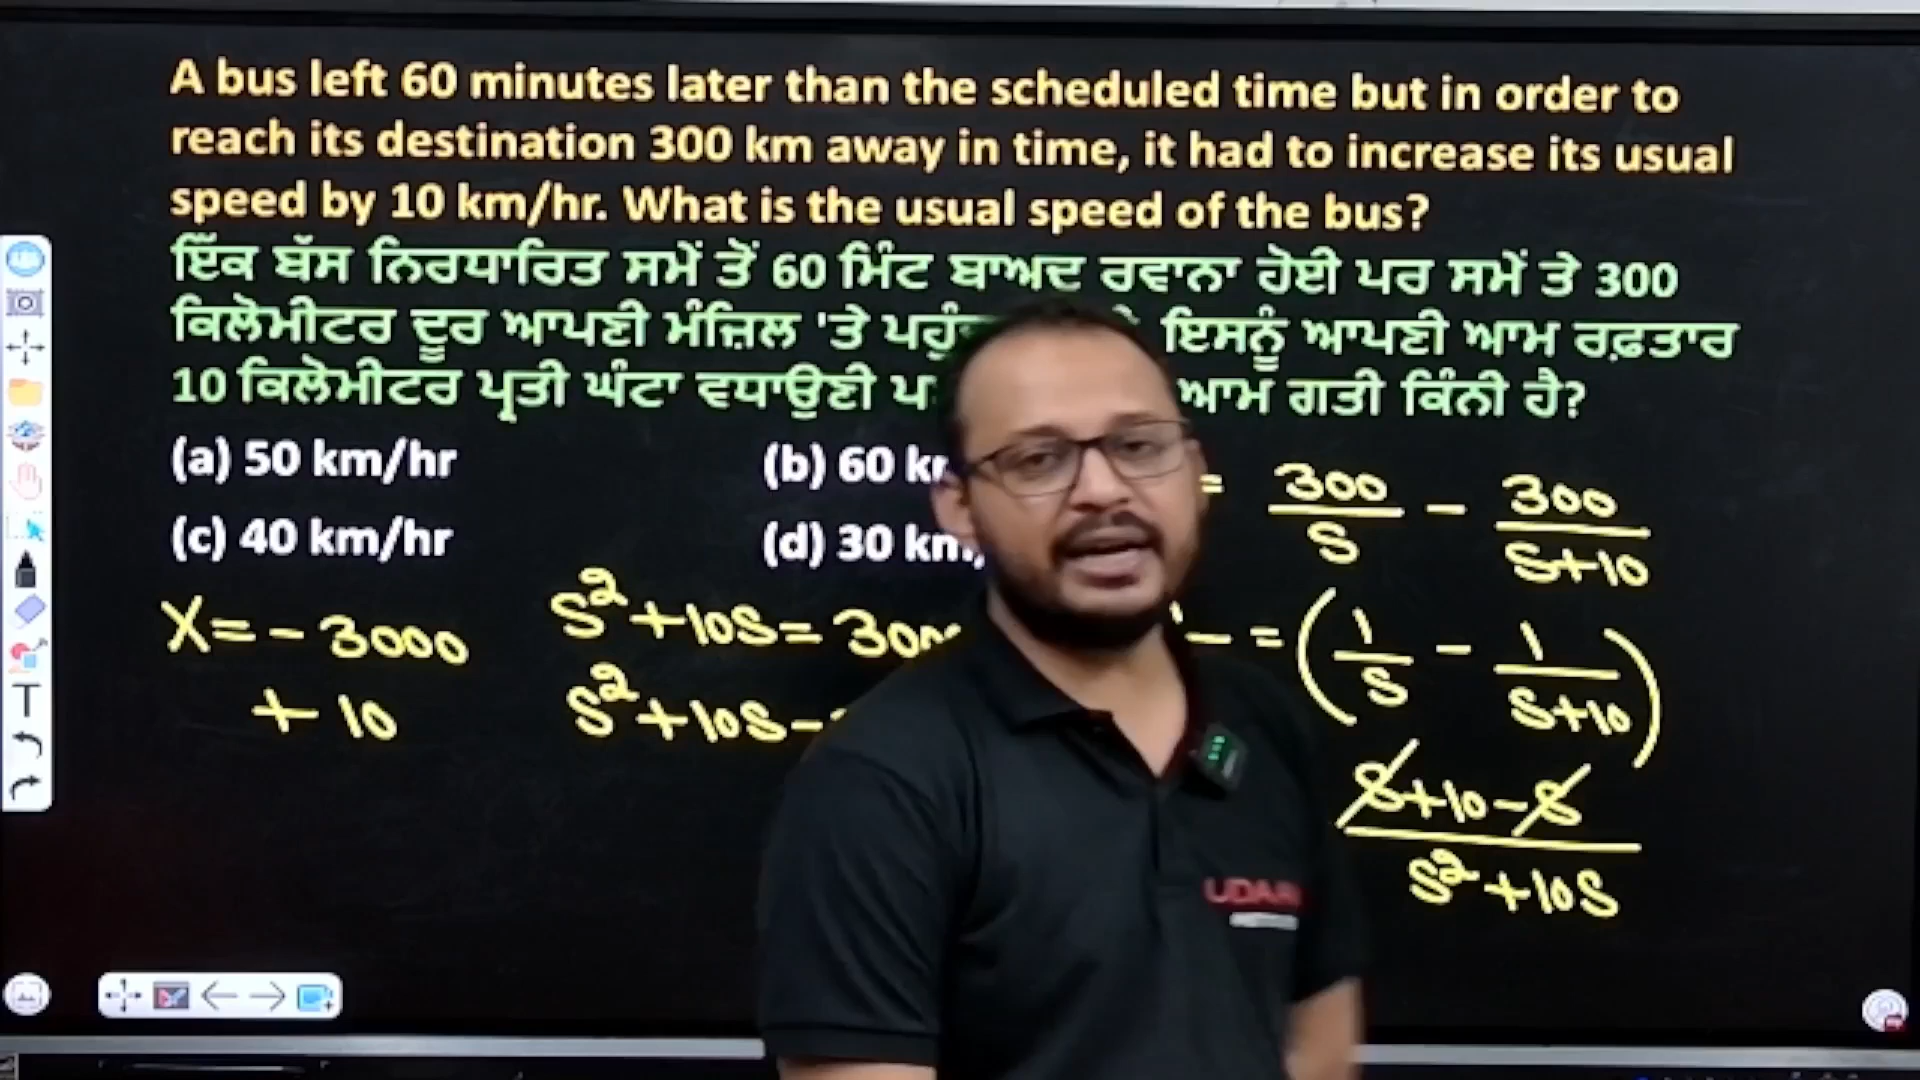 A bus left 60 minutes later than the scheduled time but in order to
reach its destination 300 km away in time, it had to increase its usual
speed by 10 km/hr. What is the usual speed of the bus?
ਇੱਕ ਬੱਸ ਨਿਰਧਾਰਿਤ ਸਮੇਂ ਤੋਂ 60 ਮਿੰਟ ਬਾਅਦ ਰਵਾਨਾ ਹੋਈ ਪਰ ਸਮੇਂ ਤੇ 300
ਕਿਲੋਮੀਟਰ ਦੂਰ ਆਪਣੀ ਮੰਜ਼ਿਲ 'ਤੇ ਇਸਨੂੰ ਆਪਣੀ ਆਮ ਰਫ਼ਤਾਰ
10 ਕਿਲੋਮੀਟਰ ਪ੍ਰਤੀ ਘੰਟਾ ਵਧਾਉਣੀ ਆਮ ਗਤੀ ਕਿੰਨੀ ਹੈ?
(a) 50 km/hr (b) 60
(c) 40 km/hr (d) 30 km
= 300/S - 300/(S+10)
X = - 3000
+ 10
S² + 10S = 300
S² + 10S -
= (1/S - 1/(S+10))
S+10-S
S² + 10S